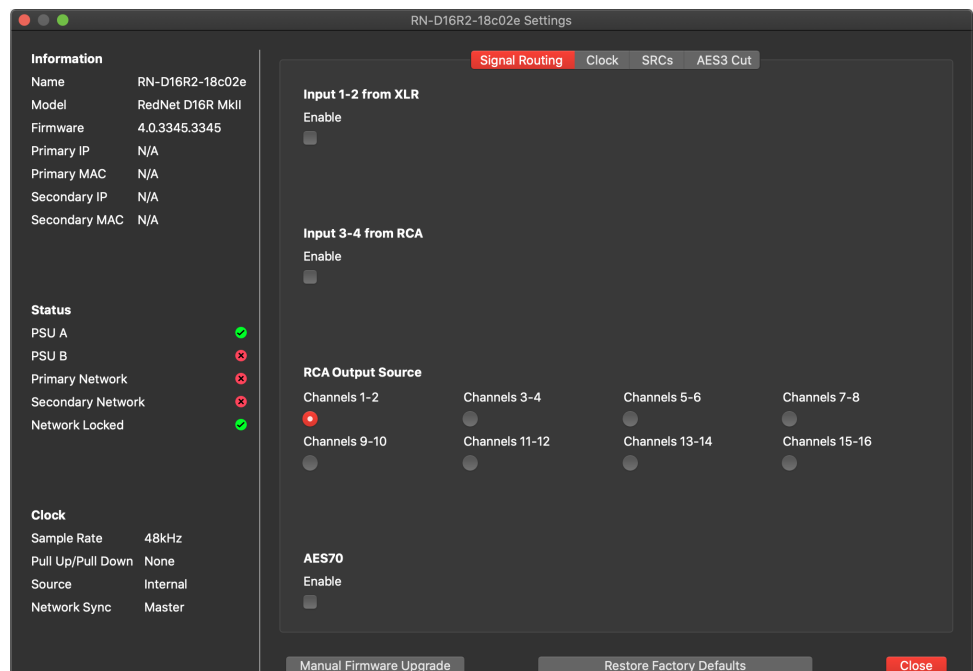 RN-D16R2-18c02e Settings
Information
Name RN-D16R2-18c02e
Model RedNet D16R MkII
Firmware 4.0.3345.3345
Primary IP N/A
Primary MAC N/A
Secondary IP N/A
Secondary MAC N/A
Status
PSU A
PSU B
Primary Network
Secondary Network
Network Locked
Clock
Sample Rate 48kHz
Pull Up/Pull Down None
Source Internal
Network Sync Master
Signal Routing Clock SRCs AES3 Cut
Input 1-2 from XLR
Enable
Input 3-4 from RCA
Enable
RCA Output Source
Channels 1-2 Channels 3-4 Channels 5-6 Channels 7-8
Channels 9-10 Channels 11-12 Channels 13-14 Channels 15-16
AES70
Enable
Manual Firmware Upgrade Restore Factory Defaults Close